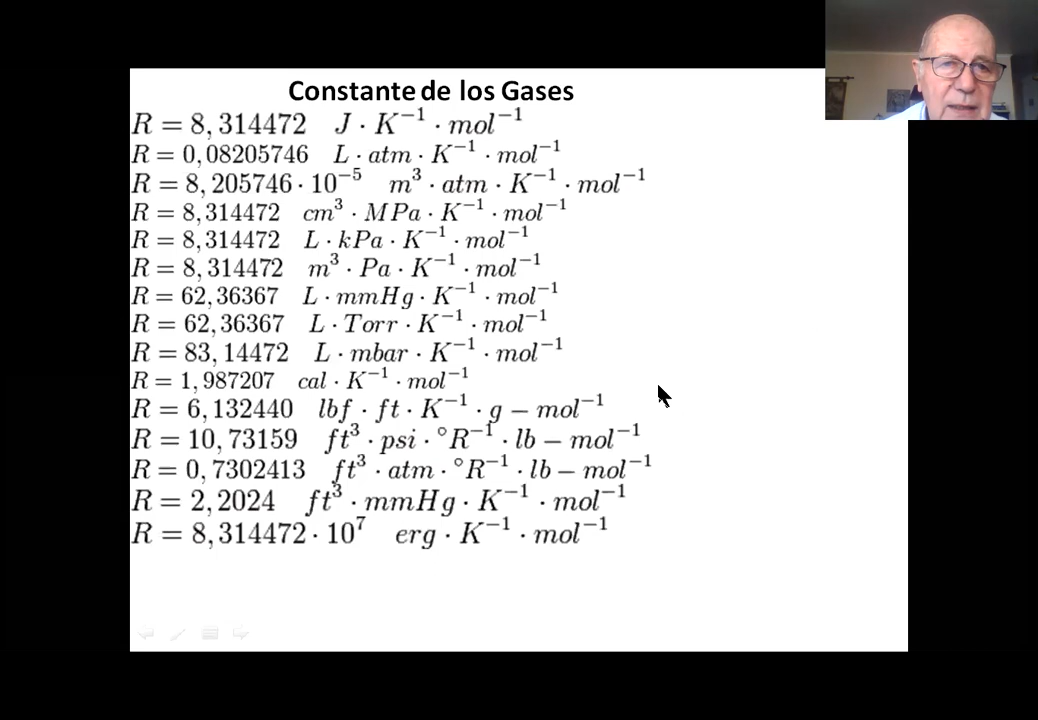 Constante de los Gases
R = 8,314472 J · K⁻¹ · mol⁻¹
R = 0,08205746 L · atm · K⁻¹ · mol⁻¹
R = 8,205746 · 10⁻⁵ m³ · atm · K⁻¹ · mol⁻¹
R = 8,314472 cm³ · MPa · K⁻¹ · mol⁻¹
R = 8,314472 L · kPa · K⁻¹ · mol⁻¹
R = 8,314472 m³ · Pa · K⁻¹ · mol⁻¹
R = 62,36367 L · mmHg · K⁻¹ · mol⁻¹
R = 62,36367 L · Torr · K⁻¹ · mol⁻¹
R = 83,14472 L · mbar · K⁻¹ · mol⁻¹
R = 1,987207 cal · K⁻¹ · mol⁻¹
R = 6,132440 lbf · ft · K⁻¹ · g − mol⁻¹
R = 10,73159 ft³ · psi · °R⁻¹ · lb − mol⁻¹
R = 0,7302413 ft³ · atm · °R⁻¹ · lb − mol⁻¹
R = 2,2024 ft³ · mmHg · K⁻¹ · mol⁻¹
R = 8,314472 · 10⁷ erg · K⁻¹ · mol⁻¹